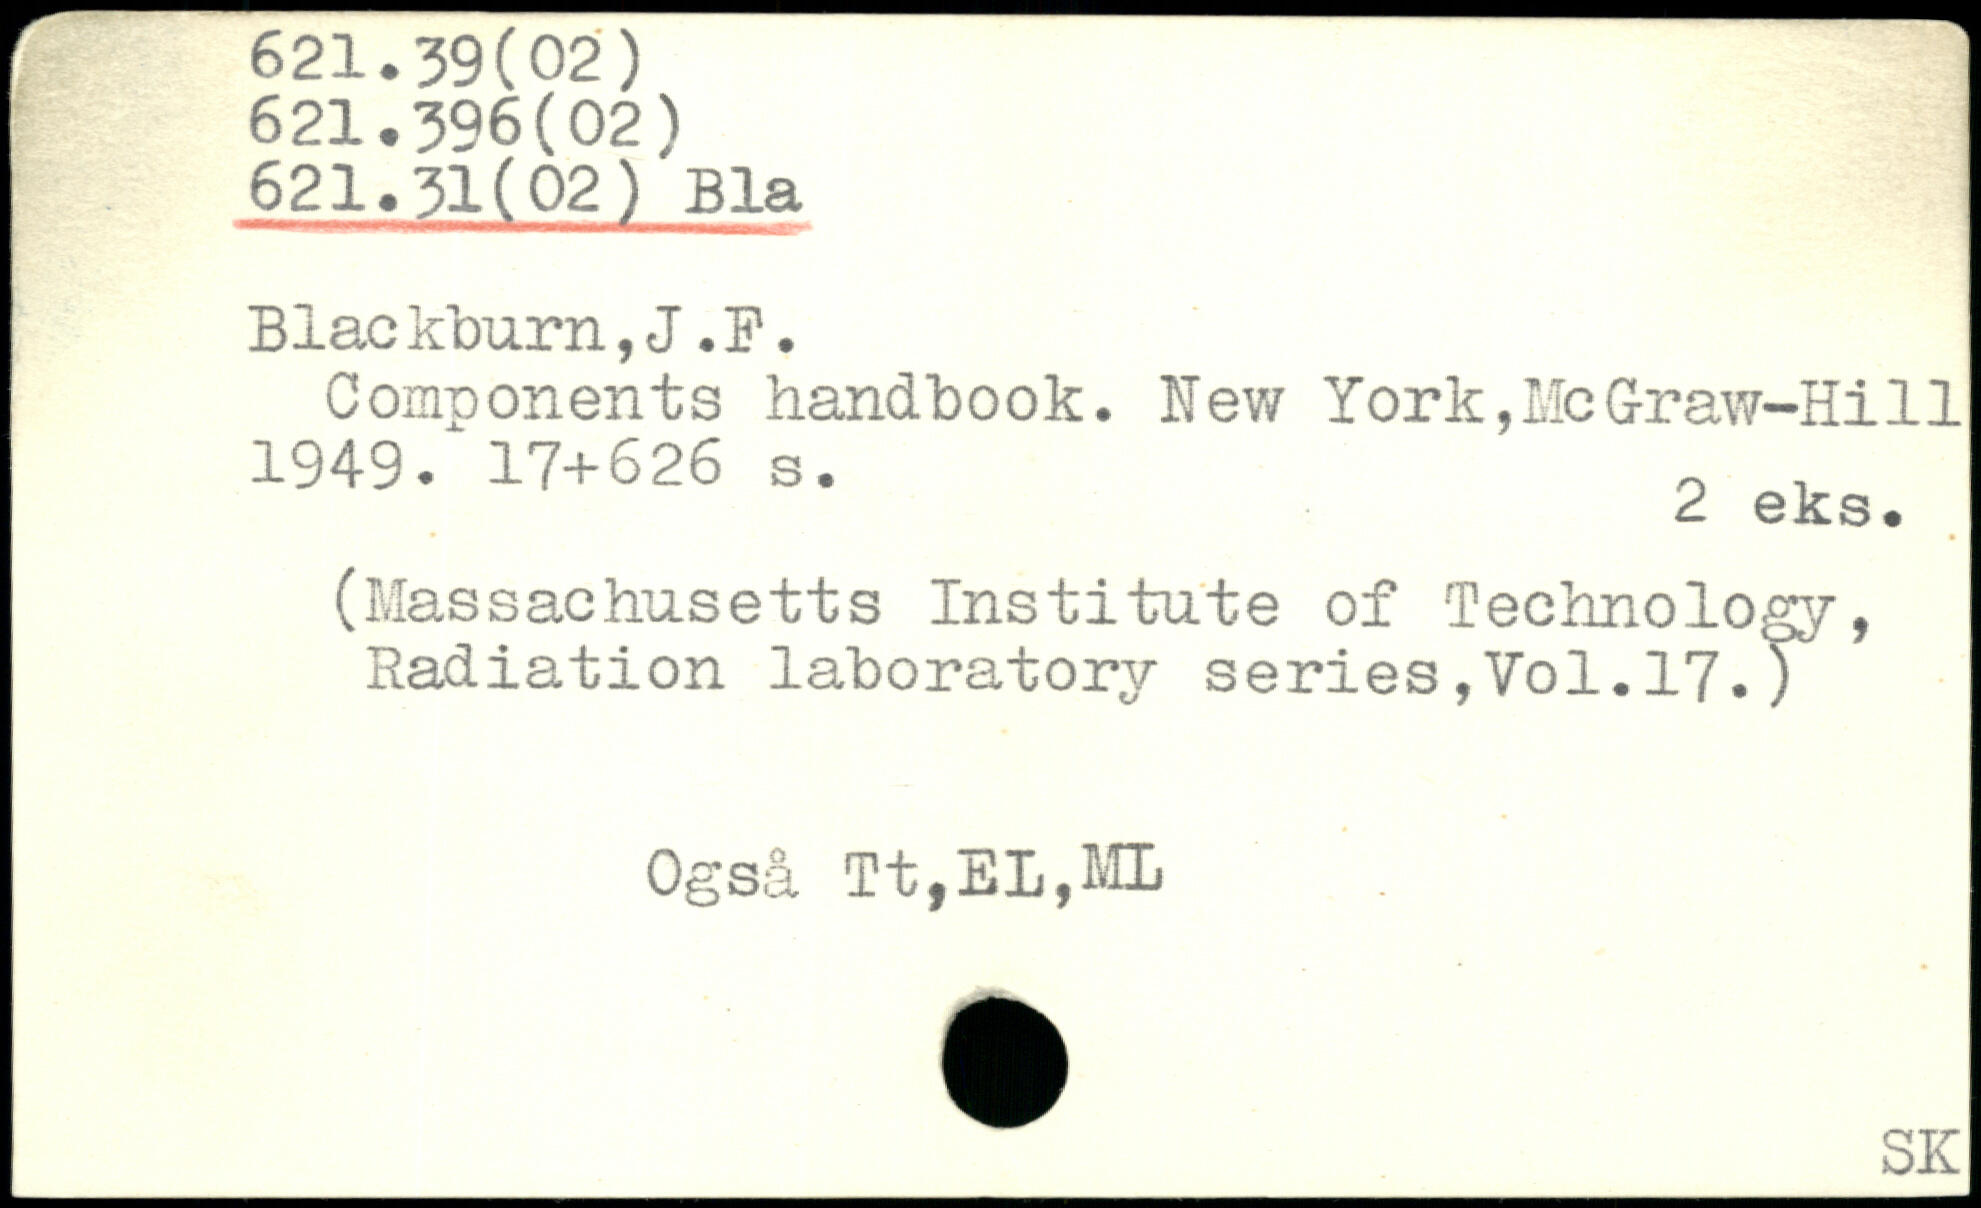 621.39(02)
621.396(02)
621.31(02) Bla
Blackburn,J.F.
Components handbook. New York,McGraw-Hill
1949. 17+626 s.
2 eks.
(Massachusetts Institute of Technology,
Radiation laboratory series,Vol.17.)
Også Tt,EL,ML
SK